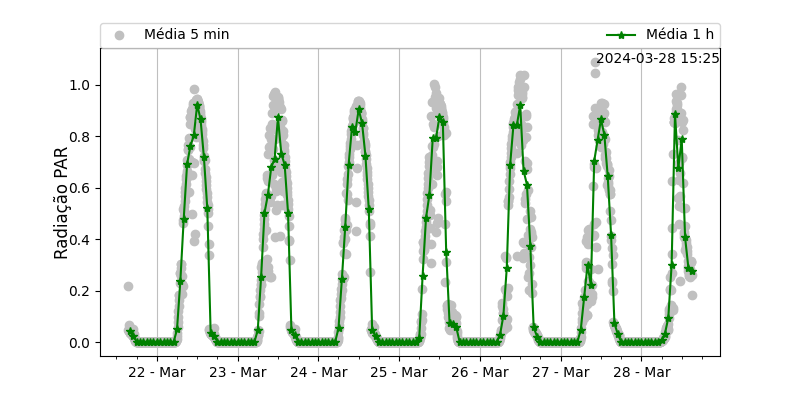 Média 5 min
Média 1 h
2024-03-28 15:25
Radiação PAR
1.0
0.8
0.6
0.4
0.2
0.0
22 - Mar
23 - Mar
24 - Mar
25 - Mar
26 - Mar
27 - Mar
28 - Mar